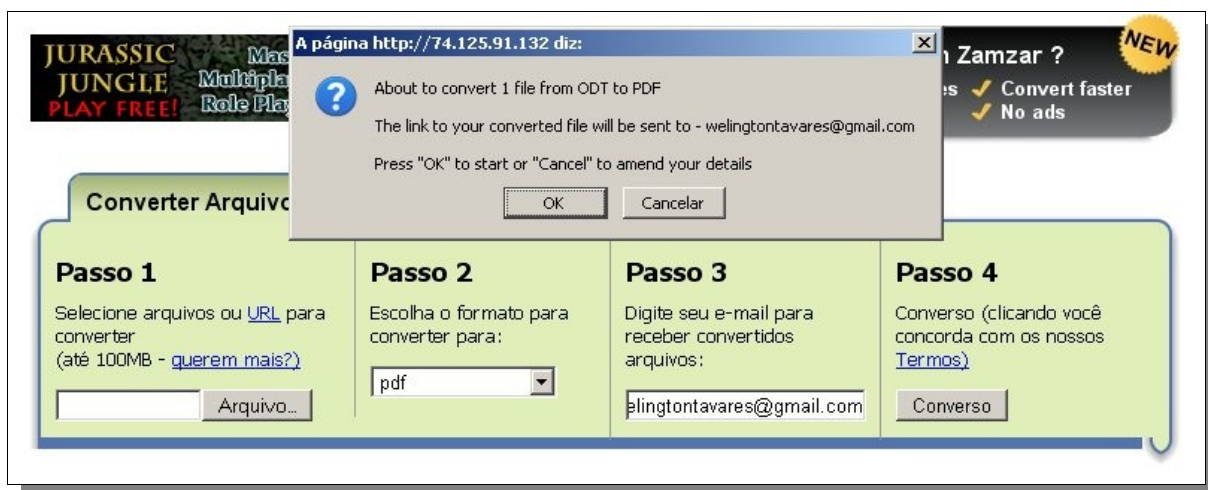 JURASSIC
JUNGLE
PLAY FREE!
Mas
Multipla
Role Pla
A página http://74.125.91.132 diz:
About to convert 1 file from ODT to PDF
The link to your converted file will be sent to - welingtontavares@gmail.com
Press "OK" to start or "Cancel" to amend your details
OK
Cancelar
Zamzar ?
NEW
es Convert faster
No ads
Converter Arquivo
Passo 1
Selecione arquivos ou URL para
converter
(até 100MB - querem mais?)
Arquivo...
Passo 2
Escolha o formato para
converter para:
pdf
Passo 3
Digite seu e-mail para
receber convertidos
arquivos:
elingtontavares@gmail.com
Passo 4
Converso (clicando você
concorda com os nossos
Termos)
Converso